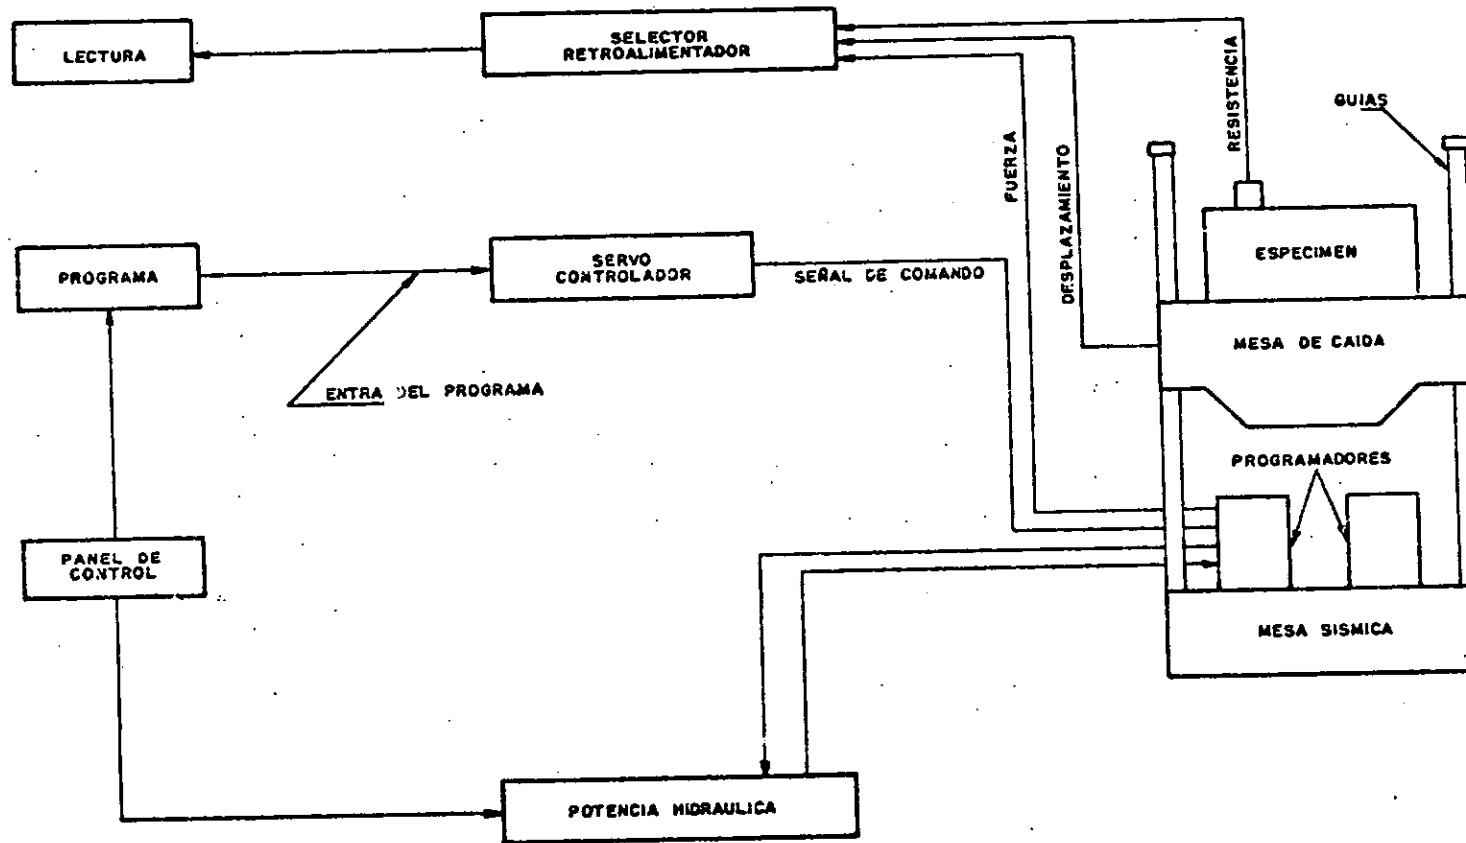 LECTURA
SELECTOR
RETROALIMENTADOR
RESISTENCIA
GUIAS
FUERZA
DESPLAZAMIENTO
ESPECIMEN
PROGRAMA
SERVO
CONTROLADOR
SEÑAL DE COMANDO
MESA DE CAIDA
ENTRA DEL PROGRAMA
PROGRAMADORES
PANEL DE
CONTROL
MESA SISMICA
POTENCIA HIDRAULICA